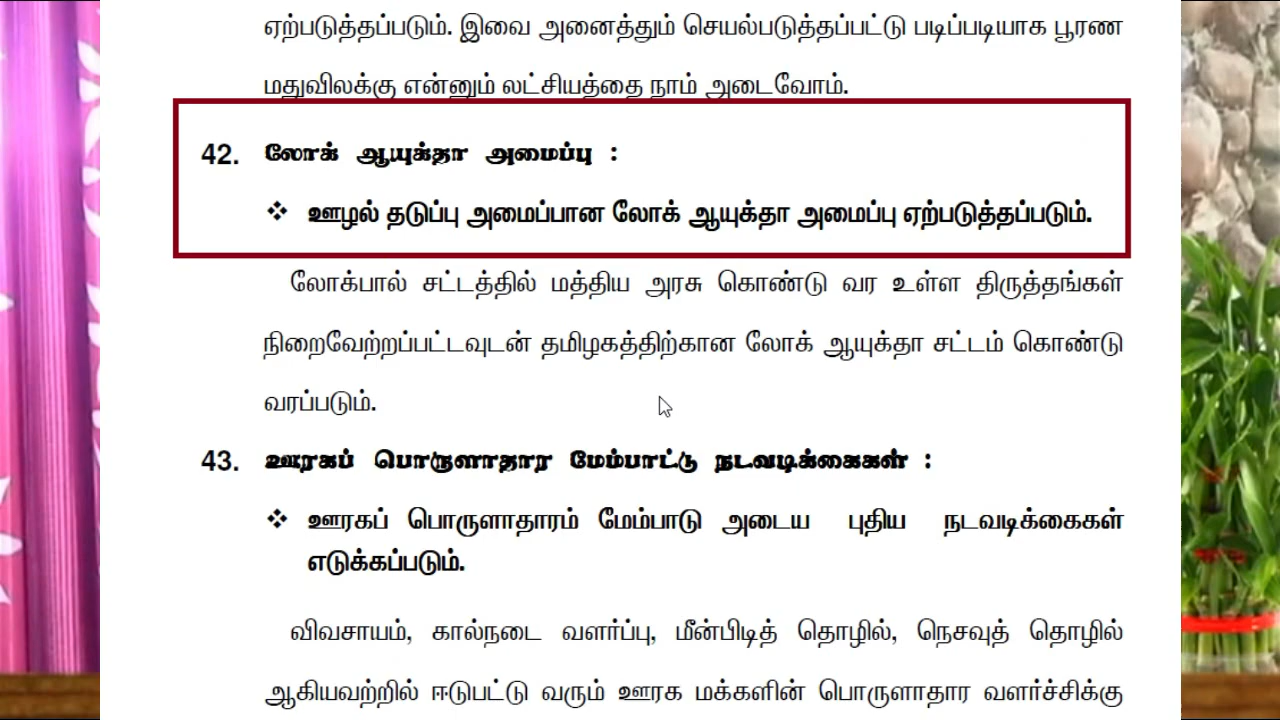 ஏற்படுத்தப்படும். இவை அனைத்தும் செயல்படுத்தப்பட்டு படிப்படியாக பூரண
மதுவிலக்கு என்னும் லட்சியத்தை நாம் அடைவோம்.
42. லோக் ஆயுக்தா அமைப்பு :
❖ ஊழல் தடுப்பு அமைப்பான லோக் ஆயுக்தா அமைப்பு ஏற்படுத்தப்படும்.
லோக்பால் சட்டத்தில் மத்திய அரசு கொண்டு வர உள்ள திருத்தங்கள்
நிறைவேற்றப்பட்டவுடன் தமிழகத்திற்கான லோக் ஆயுக்தா சட்டம் கொண்டு
வரப்படும்.
43. ஊரகப் பொருளாதார மேம்பாட்டு நடவடிக்கைகள் :
❖ ஊரகப் பொருளாதாரம் மேம்பாடு அடைய புதிய நடவடிக்கைகள்
எடுக்கப்படும்.
விவசாயம், கால்நடை வளர்ப்பு, மீன்பிடித் தொழில், நெசவுத் தொழில்
ஆகியவற்றில் ஈடுபட்டு வரும் ஊரக மக்களின் பொருளாதார வளர்ச்சிக்கு